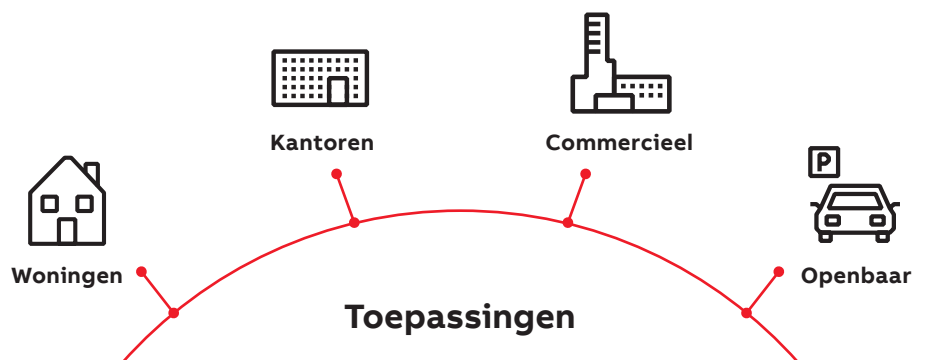 Kantoren
Commercieel
P
Woningen
Openbaar
Toepassingen